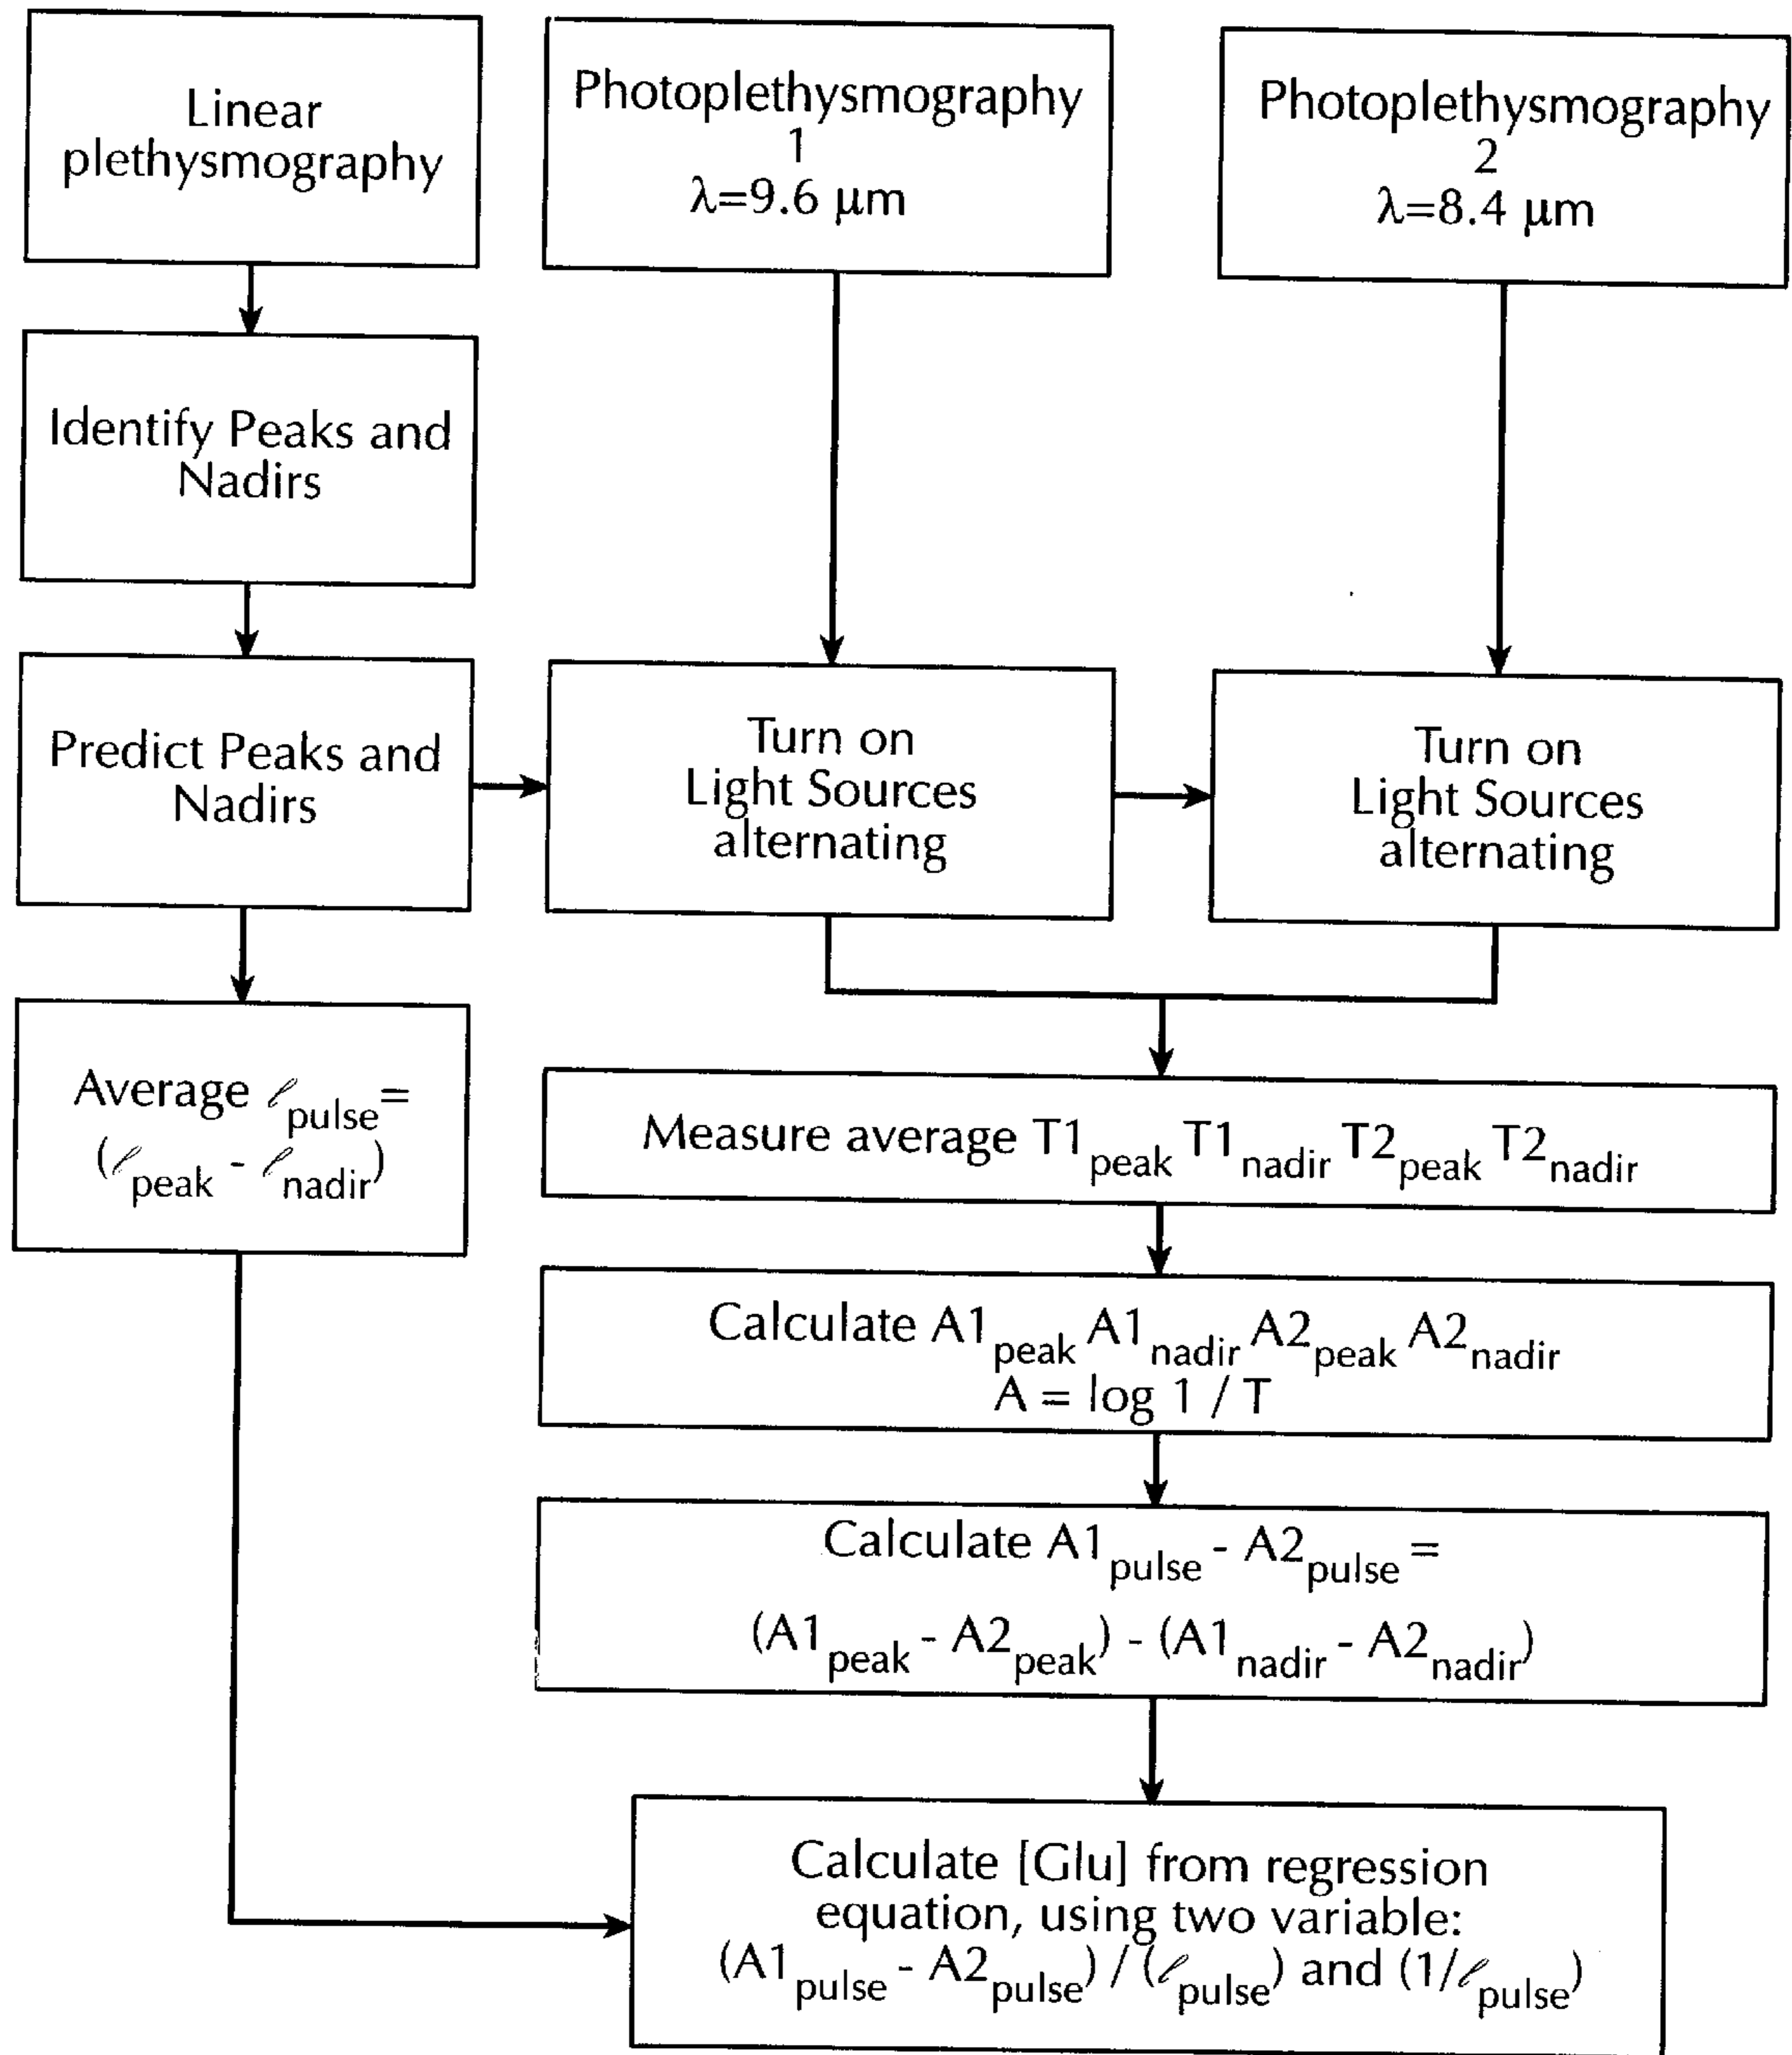 Linear
plethysmography
Photoplethysmography
1
λ=9.6 μm
Photoplethysmography
2
λ=8.4 μm
Identify Peaks and
Nadirs
Predict Peaks and
Nadirs
Turn on
Light Sources
alternating
Turn on
Light Sources
alternating
Average ℓpulse=
(ℓpeak - ℓnadir)
Measure average T1peak T1nadir T2peak T2nadir
Calculate A1peak A1nadir A2peak A2nadir
A = log 1 / T
Calculate A1pulse - A2pulse =
(A1peak - A2peak) - (A1nadir - A2nadir)
Calculate [Glu] from regression
equation, using two variable:
(A1pulse - A2pulse) / (ℓpulse) and (1/ℓpulse)